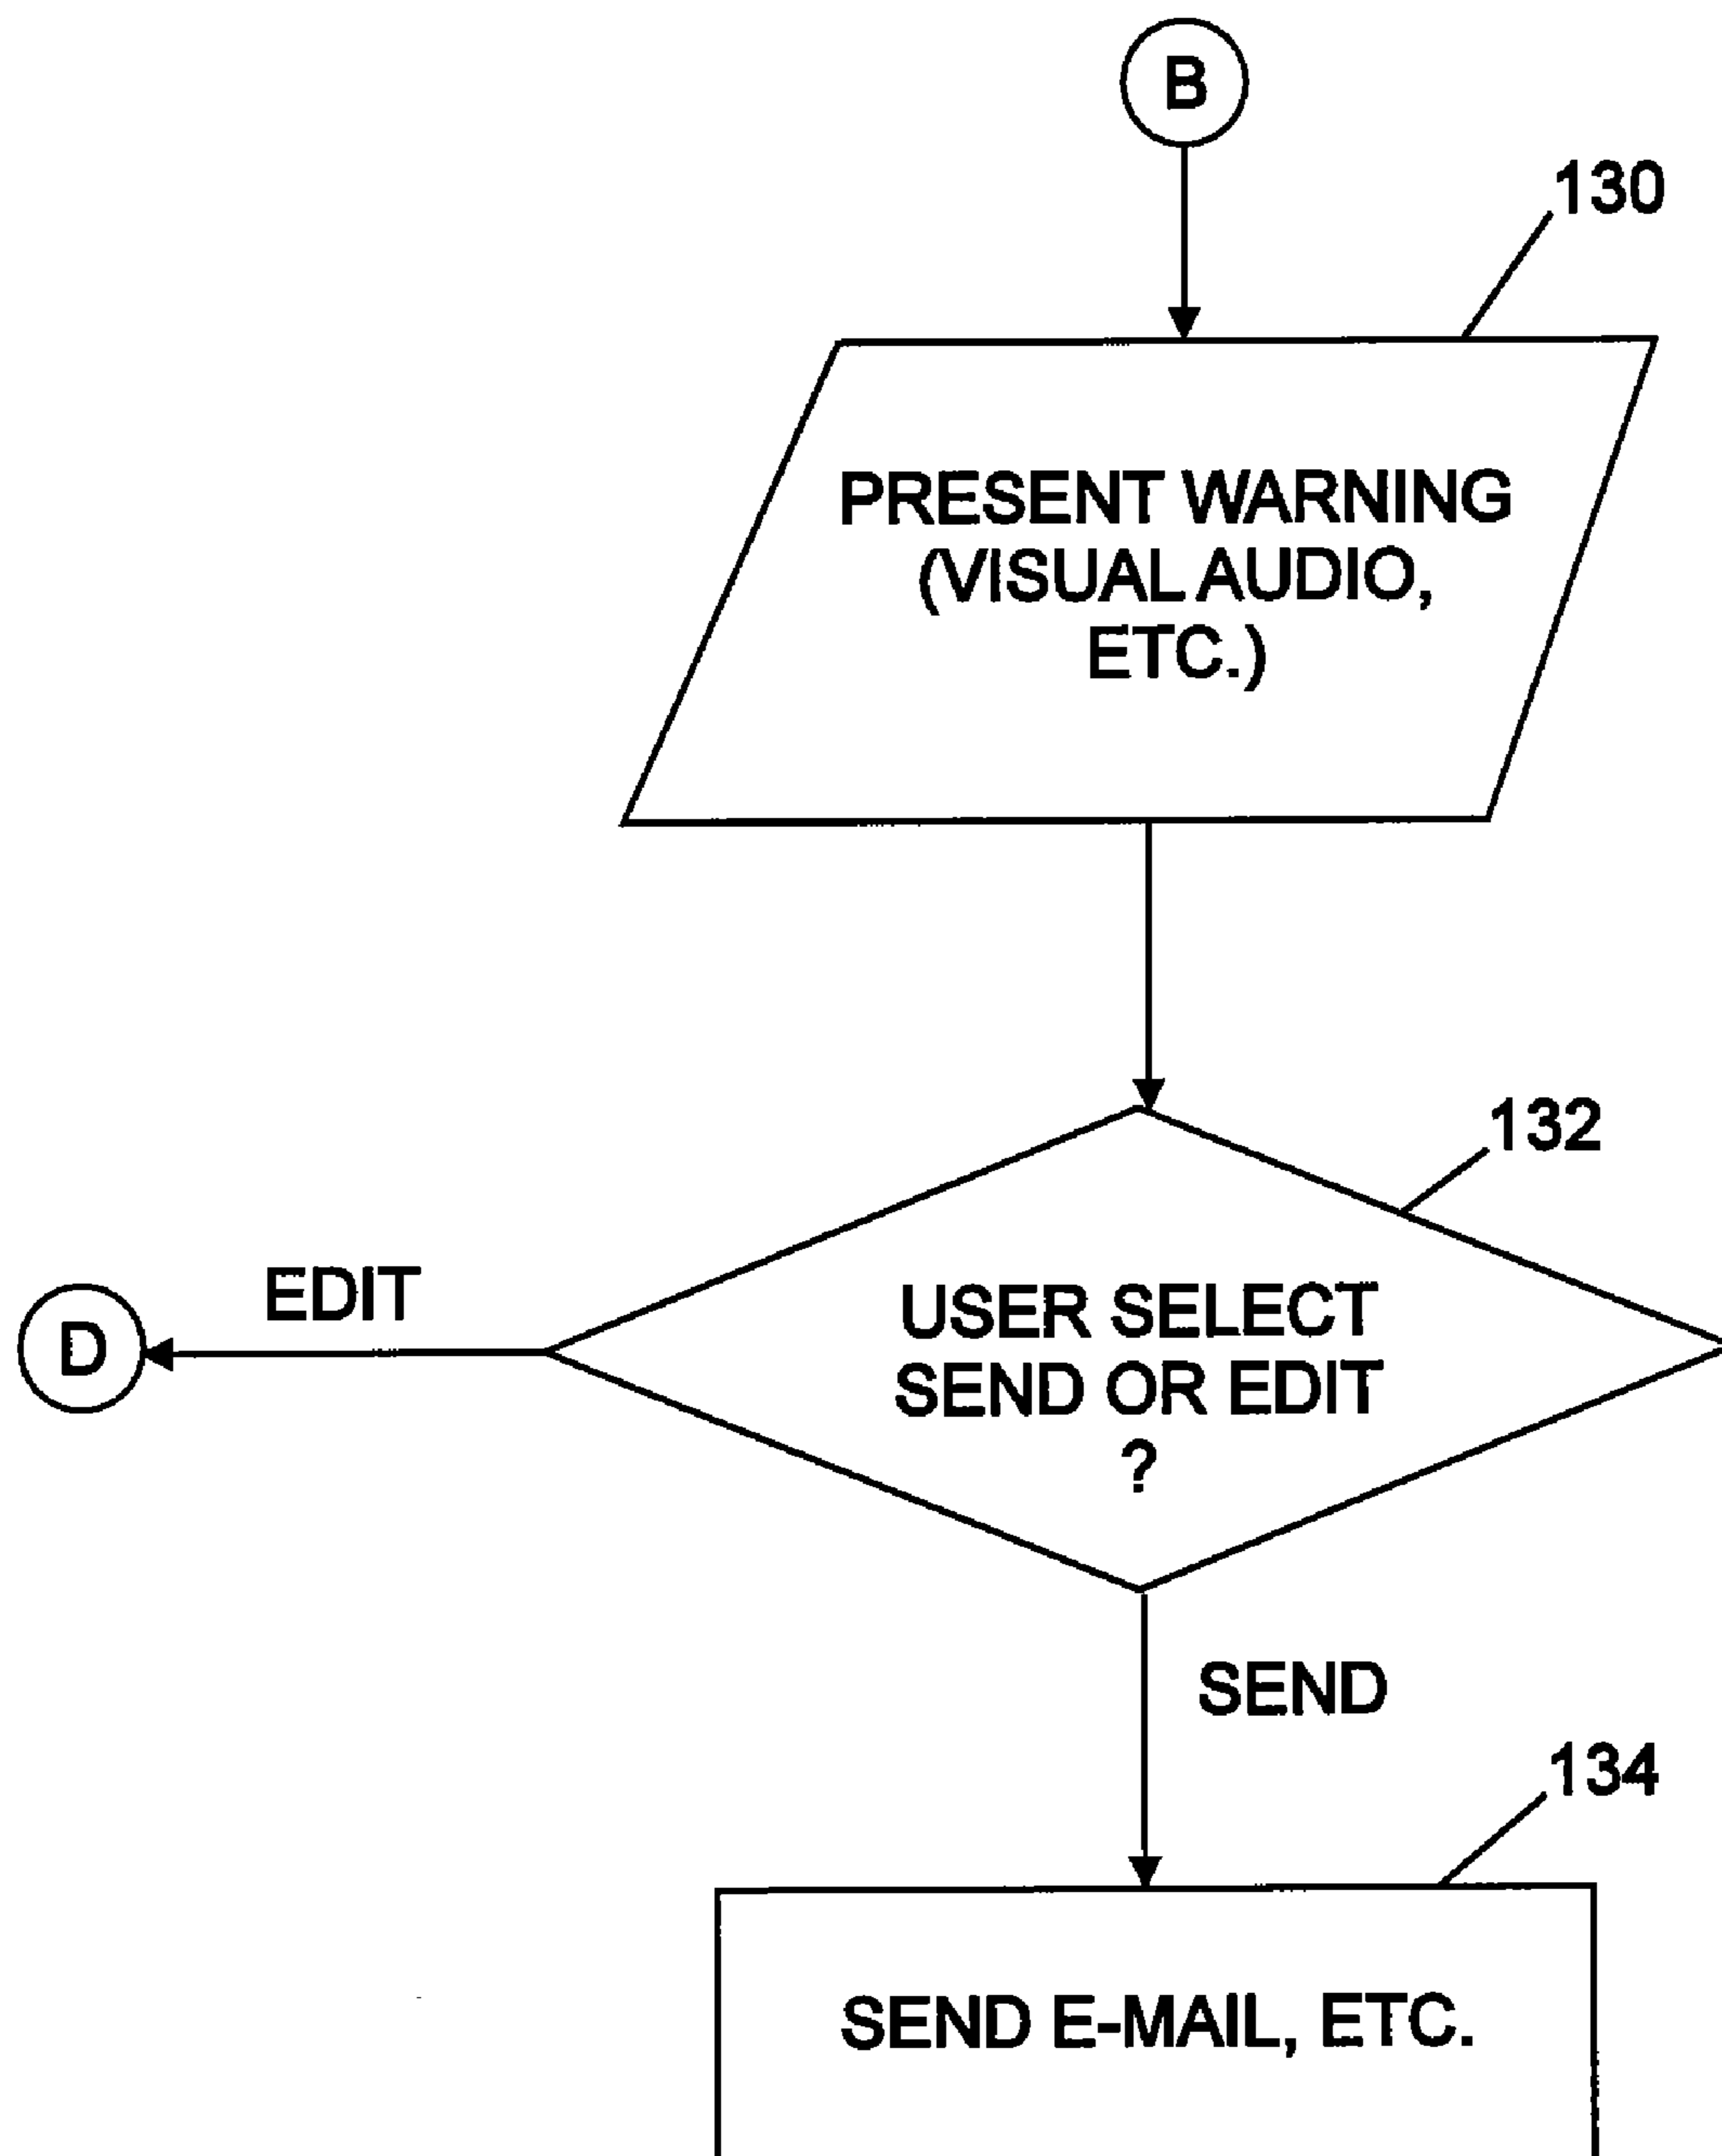 B
130
PRESENT WARNING
(VISUAL AUDIO,
ETC.)
132
EDIT
D
USER SELECT
SEND OR EDIT
?
SEND
134
SEND E-MAIL, ETC.